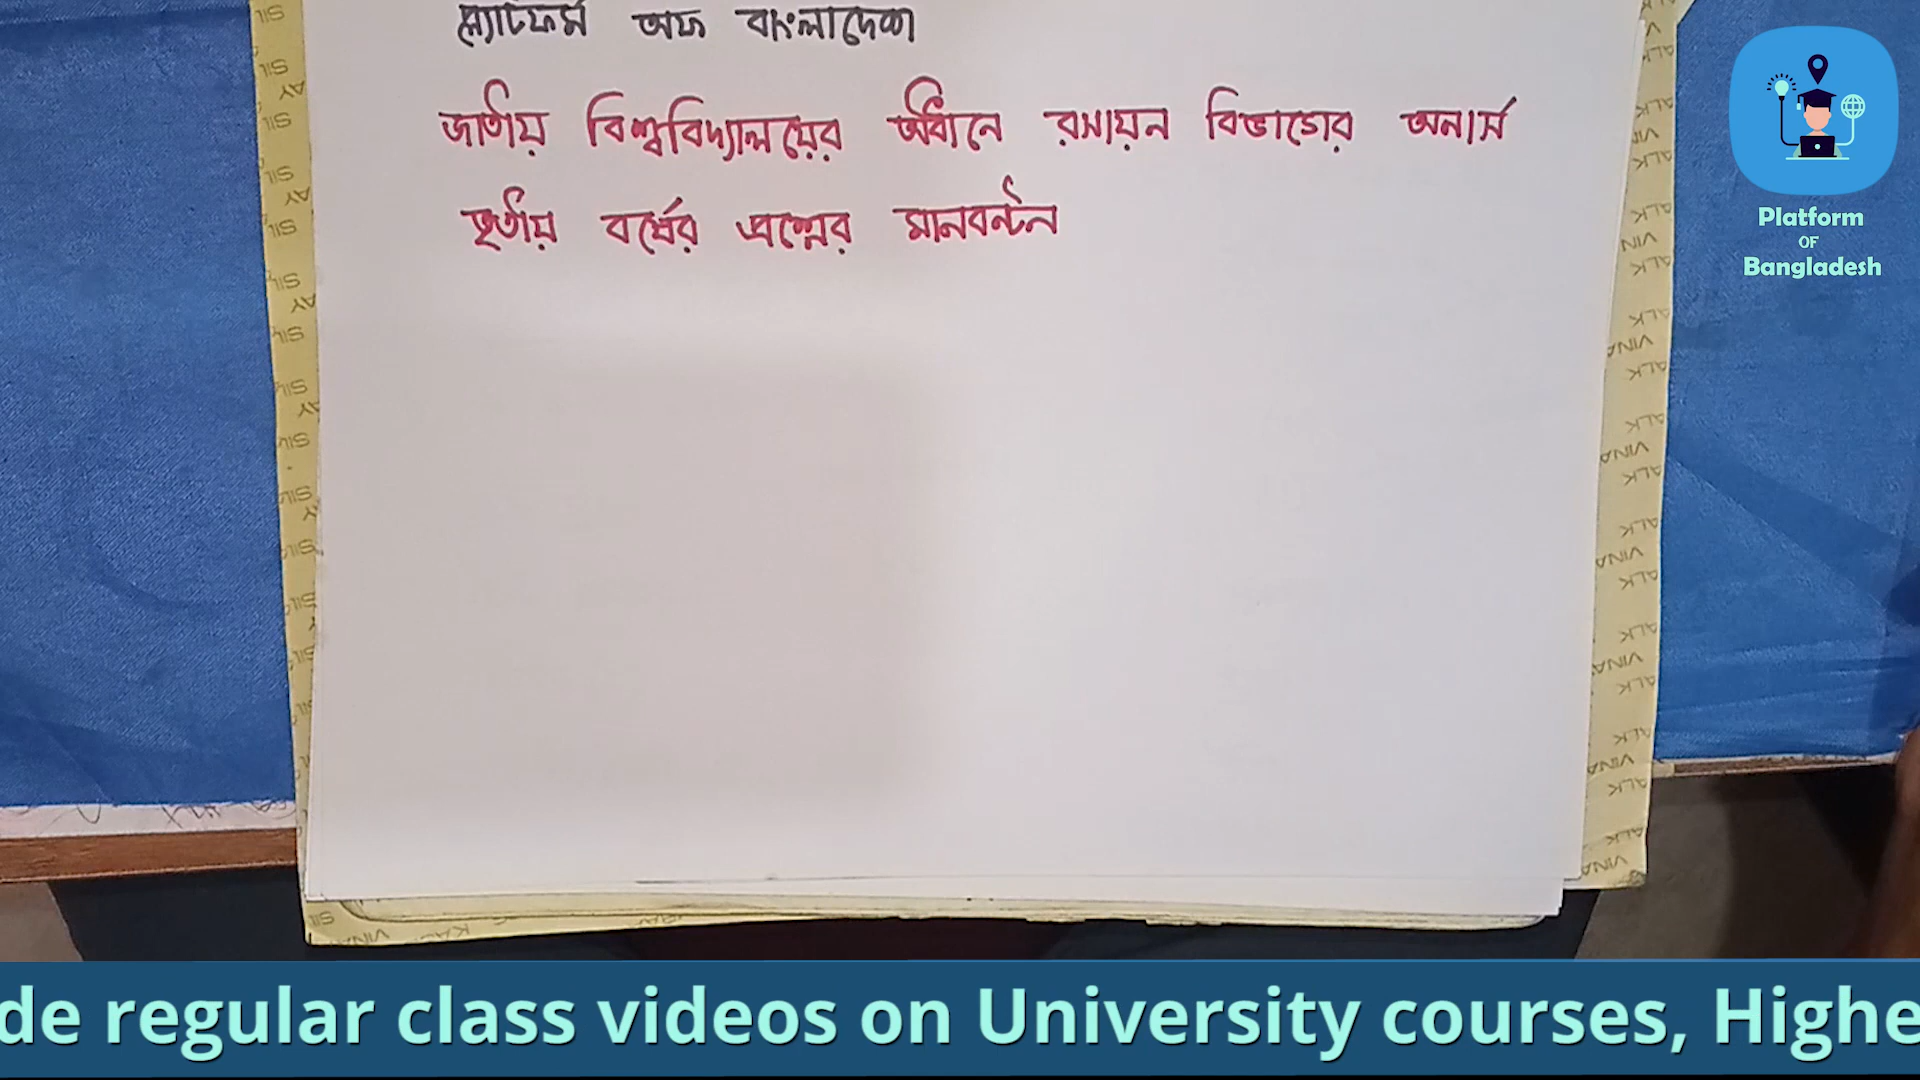 প্ল্যাটফর্ম অফ বাংলাদেশ
জাতীয় বিশ্ববিদ্যালয়ের অধীনে রসায়ন বিভাগের অনার্স
তৃতীয় বর্ষের প্রশ্নের মানবন্টন
Platform
OF
Bangladesh
de regular class videos on University courses, Highe